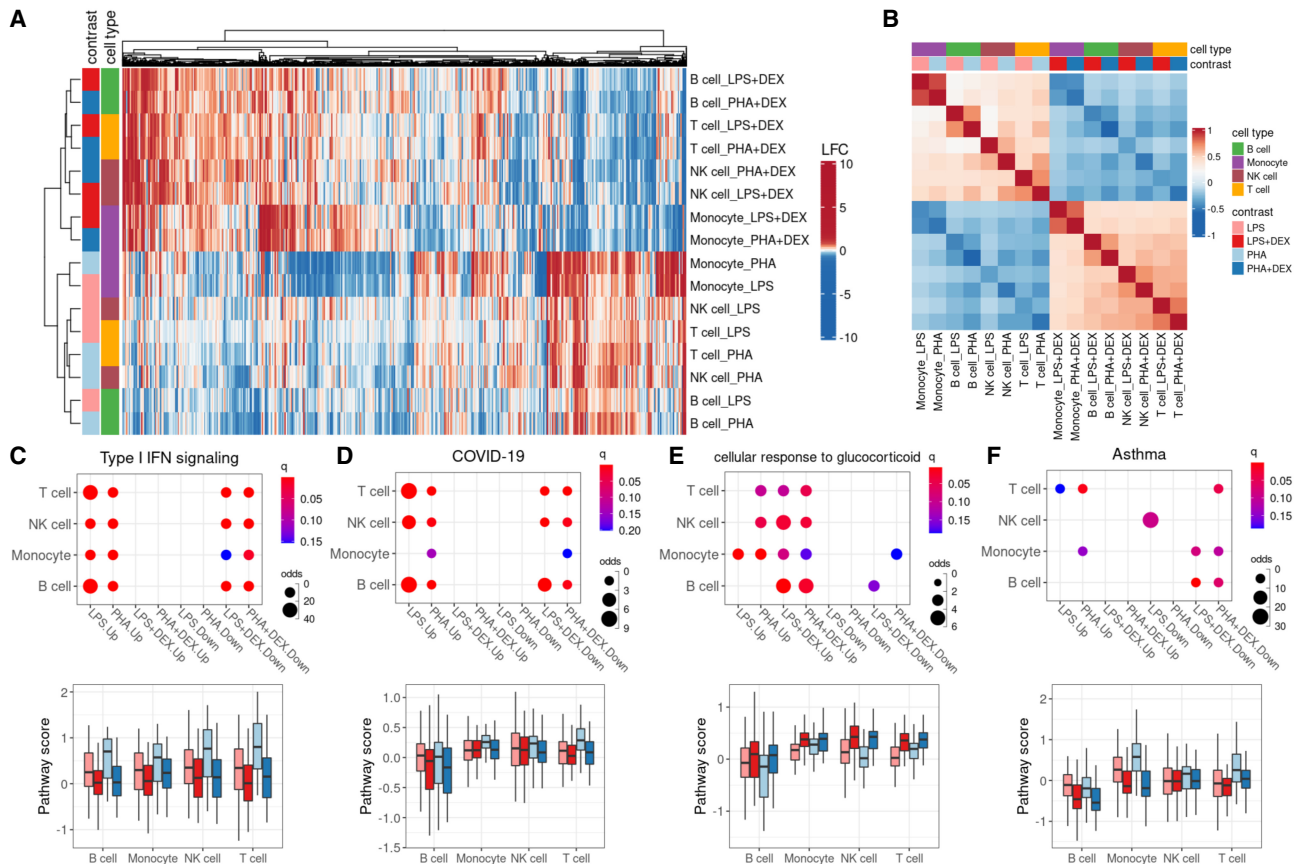 A
contrast
cell type
B cell_LPS+DEX
B cell_PHA+DEX
T cell_LPS+DEX
T cell_PHA+DEX
NK cell_PHA+DEX
NK cell_LPS+DEX
Monocyte_LPS+DEX
Monocyte_PHA+DEX
Monocyte_PHA
Monocyte_LPS
NK cell_LPS
T cell_LPS
T cell_PHA
NK cell_PHA
B cell_LPS
B cell_PHA
LFC
10
5
0
-5
-10
B
cell type
contrast
1
0.5
0
-0.5
-1
cell type
B cell
Monocyte
NK cell
T cell
contrast
LPS
LPS+DEX
PHA
PHA+DEX
Monocyte_LPS
Monocyte_PHA
B cell_LPS
B cell_PHA
NK cell_LPS
NK cell_PHA
T cell_LPS
T cell_PHA
Monocyte_LPS+DEX
Monocyte_PHA+DEX
B cell_LPS+DEX
B cell_PHA+DEX
NK cell_LPS+DEX
NK cell_PHA+DEX
T cell_LPS+DEX
T cell_PHA+DEX
C
Type I IFN signaling
T cell
NK cell
Monocyte
B cell
LPS.Up
PHA.Up
LPS+DEX.Up
PHA+DEX.Up
LPS.Down
PHA.Down
LPS+DEX.Down
PHA+DEX.Down
q
0.05
0.10
0.15
odds
0
20
40
Pathway score
2
1
0
-1
B cell
Monocyte
NK cell
T cell
D
COVID-19
T cell
NK cell
Monocyte
B cell
LPS.Up
PHA.Up
LPS+DEX.Up
PHA+DEX.Up
LPS.Down
PHA.Down
LPS+DEX.Down
PHA+DEX.Down
q
0.05
0.10
0.15
0.20
odds
0
3
6
9
Pathway score
1.0
0.5
0.0
-0.5
-1.0
-1.5
B cell
Monocyte
NK cell
T cell
E
cellular response to glucocorticoid
T cell
NK cell
Monocyte
B cell
LPS.Up
PHA.Up
LPS+DEX.Up
PHA+DEX.Up
LPS.Down
PHA.Down
LPS+DEX.Down
PHA+DEX.Down
q
0.05
0.10
0.15
odds
0
2
4
6
Pathway score
1
0
-1
B cell
Monocyte
NK cell
T cell
F
Asthma
T cell
NK cell
Monocyte
B cell
LPS.Up
PHA.Up
LPS+DEX.Up
PHA+DEX.Up
LPS.Down
PHA.Down
LPS+DEX.Down
PHA+DEX.Down
q
0.05
0.10
0.15
odds
0
10
20
30
Pathway score
2
1
0
-1
B cell
Monocyte
NK cell
T cell